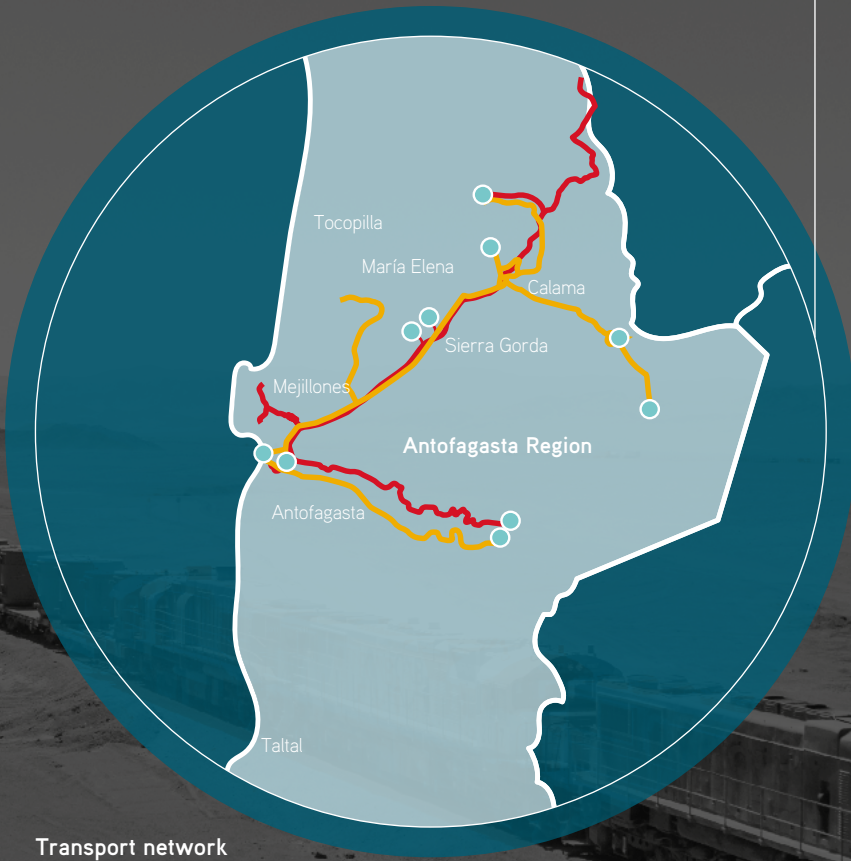 Tocopilla
María Elena
Calama
Sierra Gorda
Mejillones
Antofagasta Region
Antofagasta
Taltal
Transport network